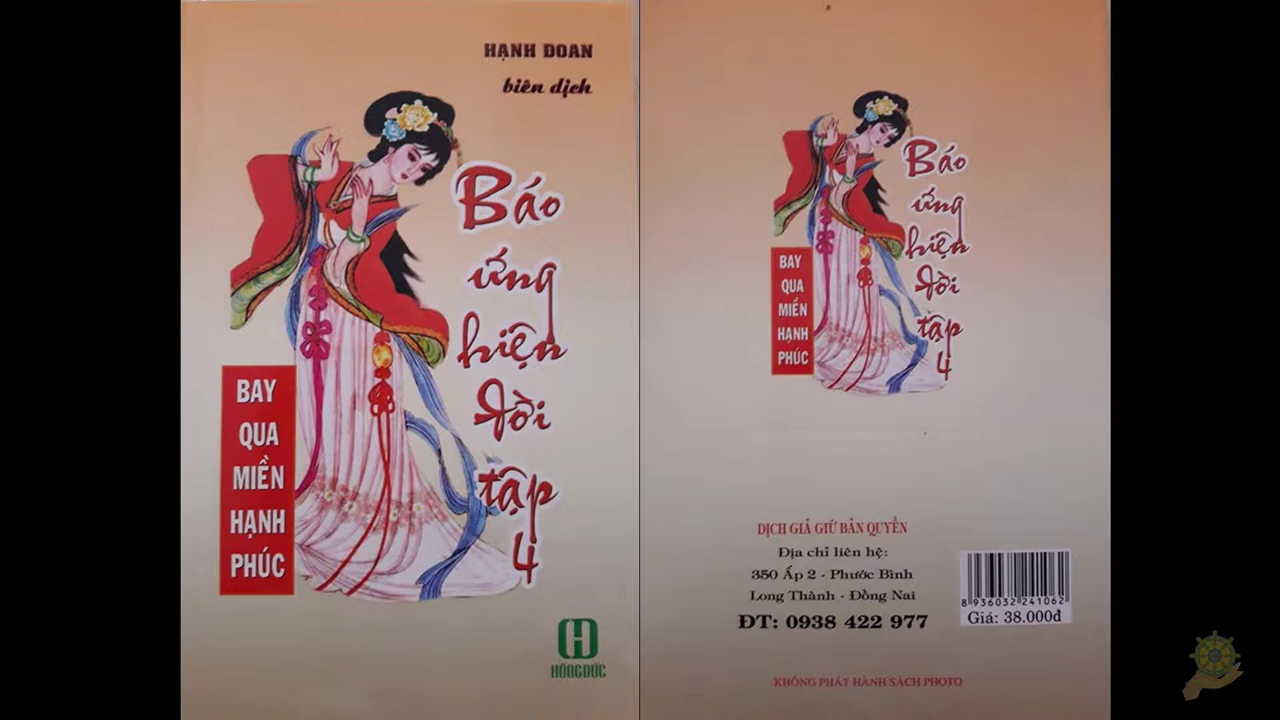 HẠNH ĐOAN
biên dịch
Báo
ứng
hiện
đời
tập
4
BAY
QUA
MIỀN
HẠNH
PHÚC
HỒNG ĐỨC
Báo
ứng
hiện
đời
tập
4
BAY
QUA
MIỀN
HẠNH
PHÚC
DỊCH GIẢ GIỮ BẢN QUYỀN
Địa chỉ liên hệ:
350 Ấp 2 - Phước Bình
Long Thành - Đồng Nai
ĐT: 0938 422 977
8 936032 241062
Giá: 38.000đ
KHÔNG PHÁT HÀNH SÁCH PHOTO